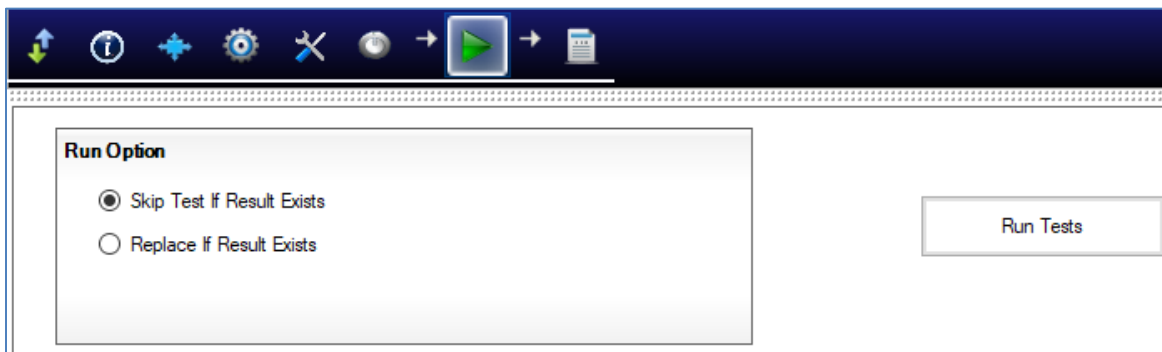 Run Option
Skip Test If Result Exists
Replace If Result Exists
Run Tests